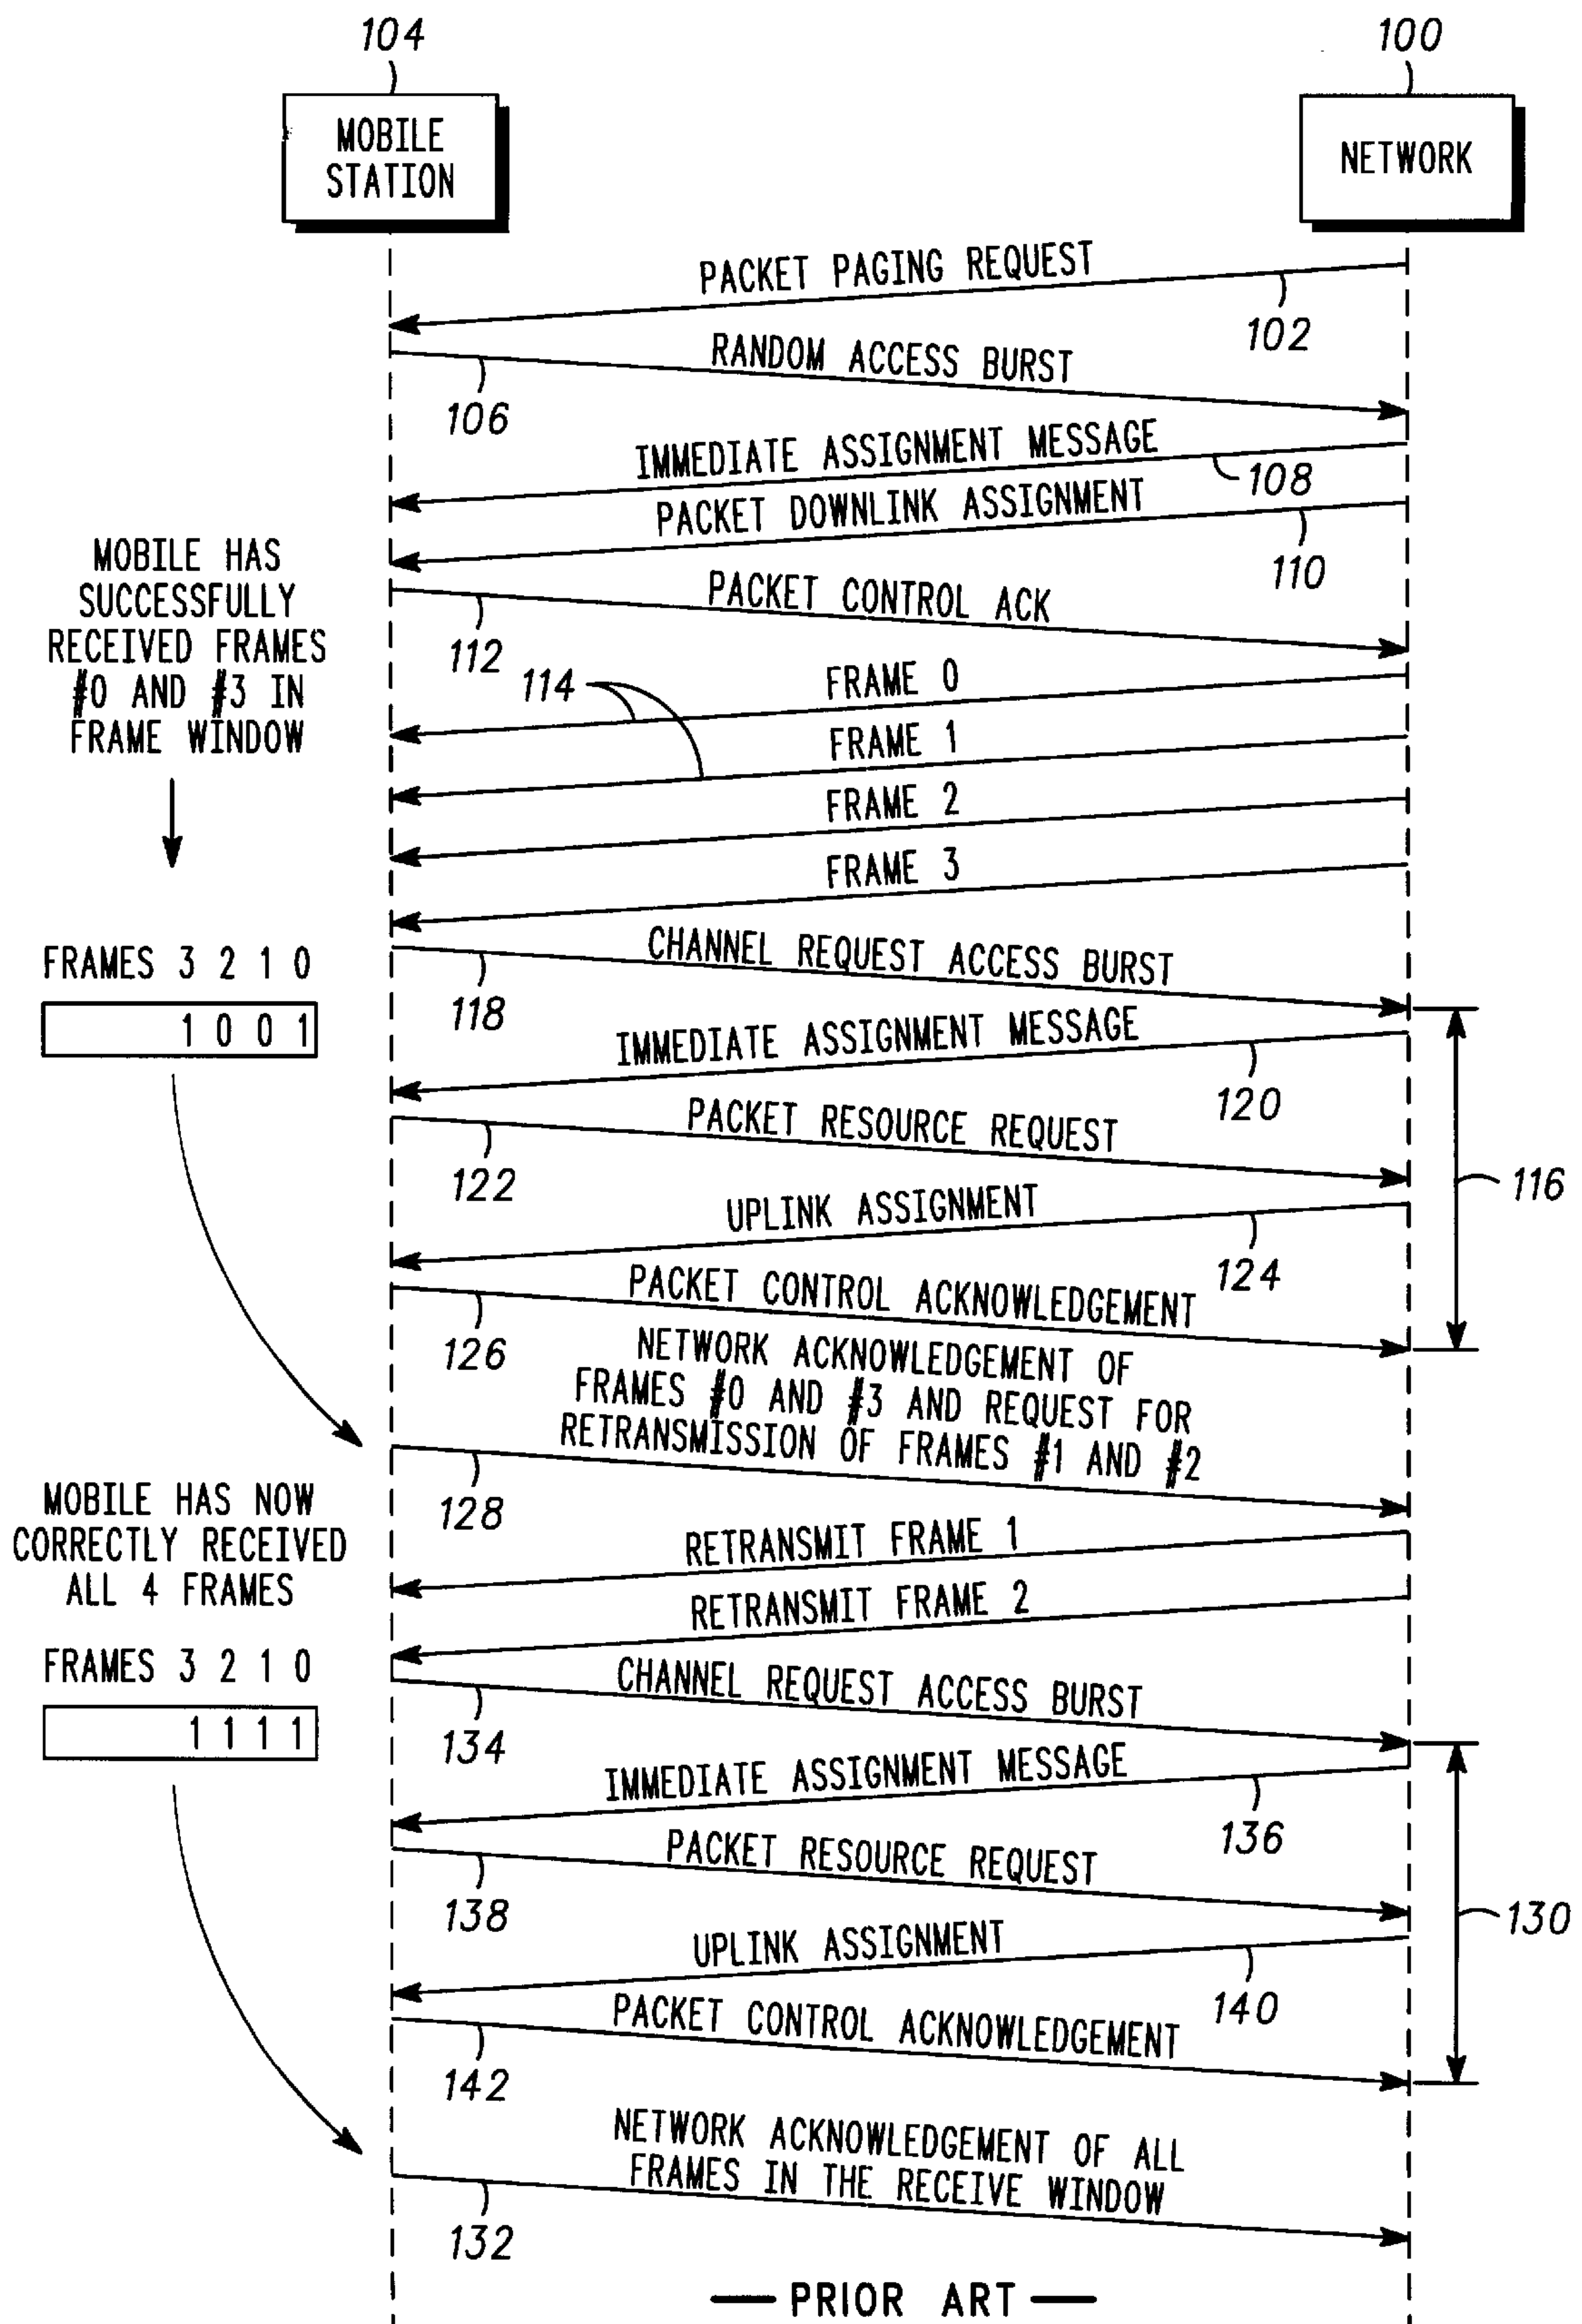 104
100
MOBILE
STATION
NETWORK
PACKET PAGING REQUEST
102
RANDOM ACCESS BURST
106
IMMEDIATE ASSIGNMENT MESSAGE
108
PACKET DOWNLINK ASSIGNMENT
110
MOBILE HAS
SUCCESSFULLY
RECEIVED FRAMES
#0 AND #3 IN
FRAME WINDOW
PACKET CONTROL ACK
112
114
FRAME 0
FRAME 1
FRAME 2
FRAME 3
FRAMES 3 2 1 0
1 0 0 1
CHANNEL REQUEST ACCESS BURST
118
IMMEDIATE ASSIGNMENT MESSAGE
120
PACKET RESOURCE REQUEST
122
116
UPLINK ASSIGNMENT
124
PACKET CONTROL ACKNOWLEDGEMENT
126
NETWORK ACKNOWLEDGEMENT OF
FRAMES #0 AND #3 AND REQUEST FOR
RETRANSMISSION OF FRAMES #1 AND #2
128
MOBILE HAS NOW
CORRECTLY RECEIVED
ALL 4 FRAMES
RETRANSMIT FRAME 1
RETRANSMIT FRAME 2
FRAMES 3 2 1 0
1 1 1 1
CHANNEL REQUEST ACCESS BURST
134
IMMEDIATE ASSIGNMENT MESSAGE
136
PACKET RESOURCE REQUEST
138
130
UPLINK ASSIGNMENT
140
PACKET CONTROL ACKNOWLEDGEMENT
142
NETWORK ACKNOWLEDGEMENT OF ALL
FRAMES IN THE RECEIVE WINDOW
132
— PRIOR ART —